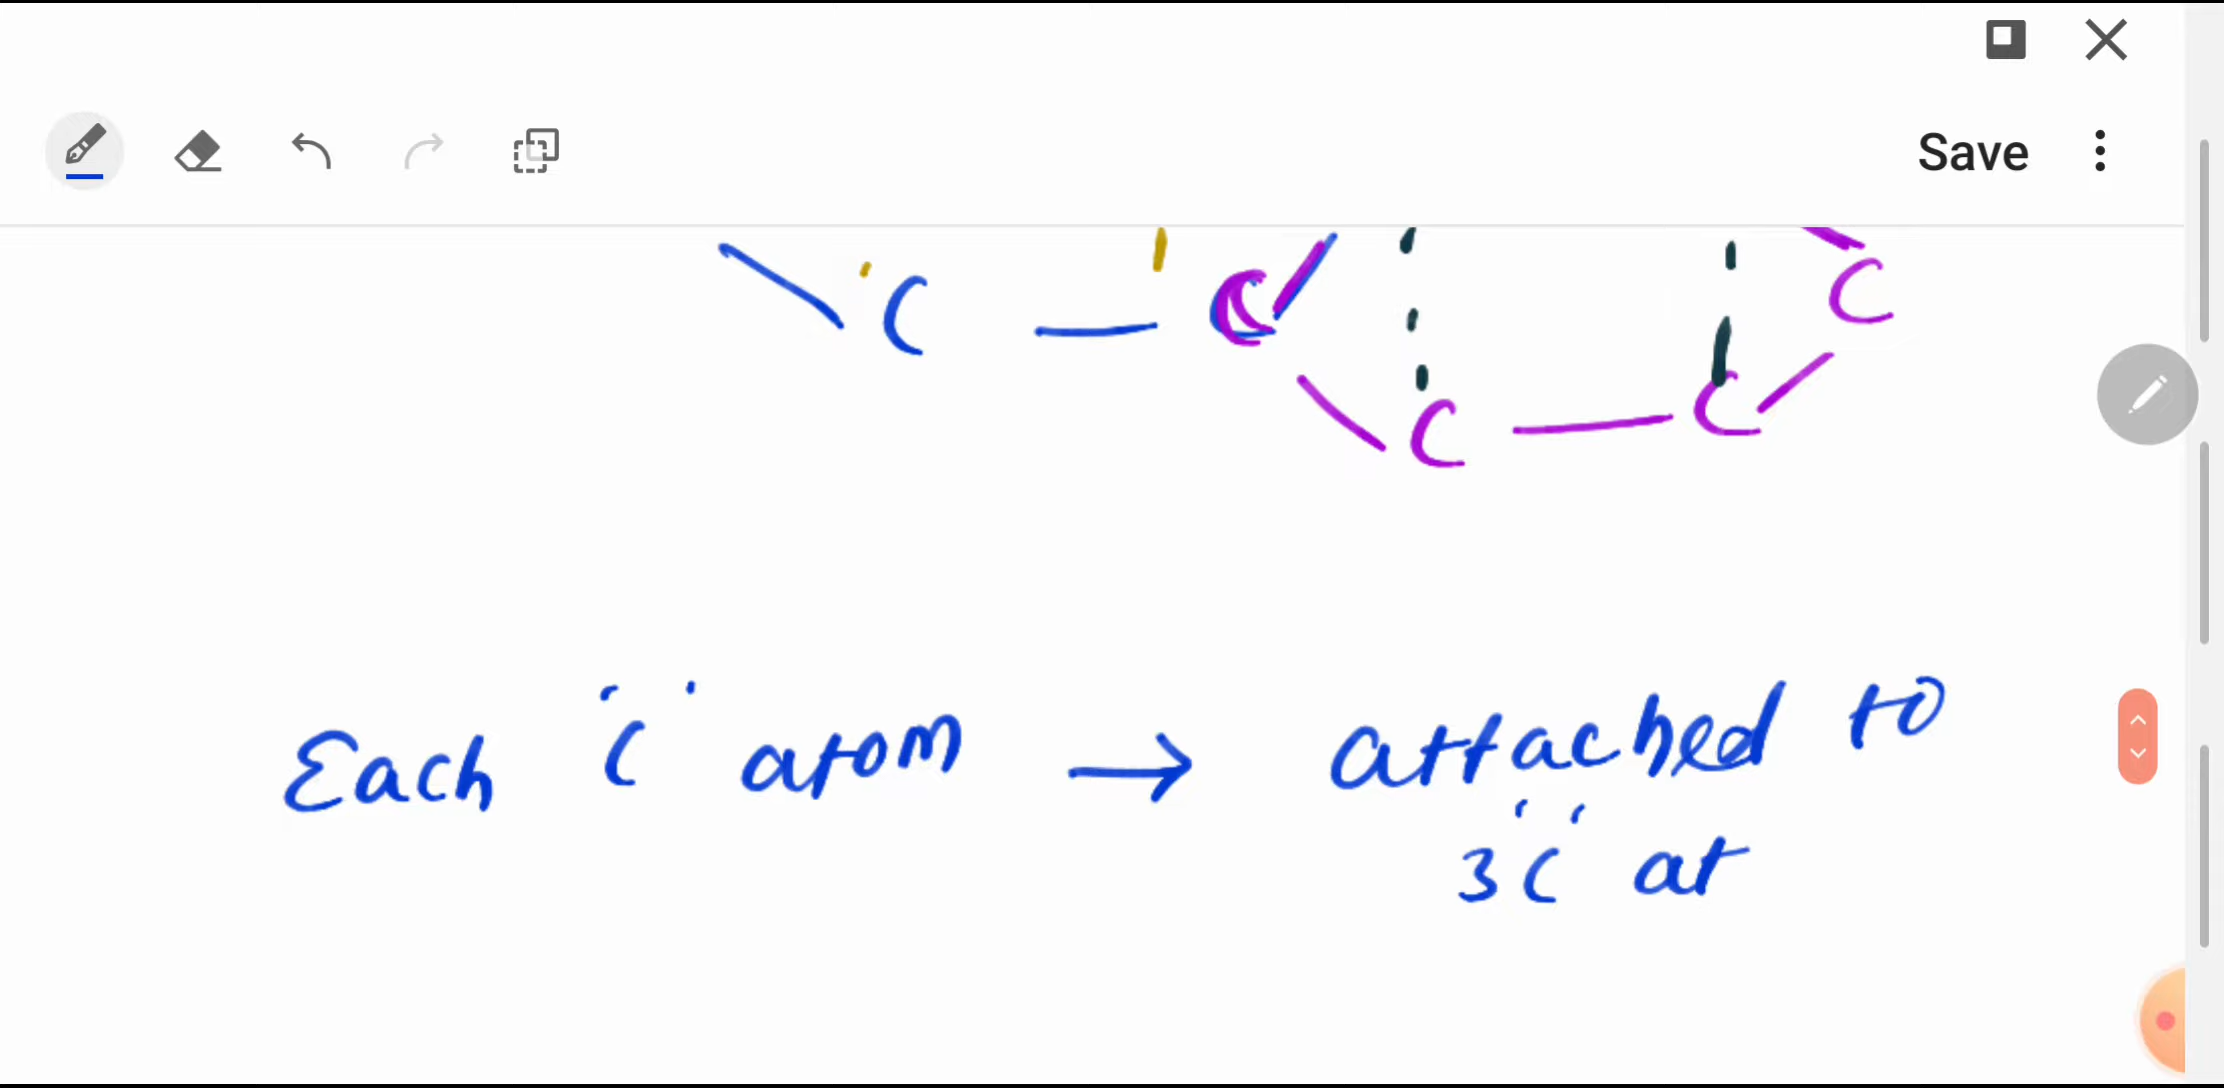 Save
C — C C
C — C
Each 'C' atom → attached to
3 'C' at